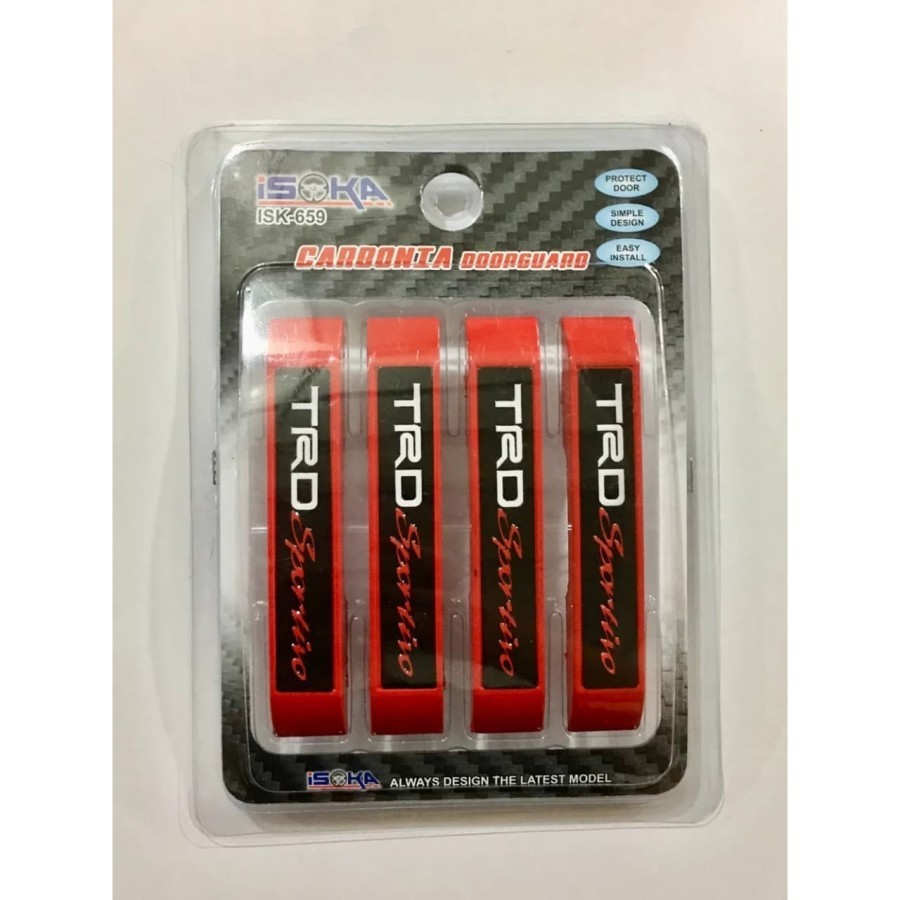 iSOKA
ISK-659
PROTECT
DOOR
SIMPLE
DESIGN
EASY
INSTALL
CARDONIA DOORGUARD
TRD Sportivo
TRD Sportivo
TRD Sportivo
TRD Sportivo
iSOKA
ALWAYS DESIGN THE LATEST MODEL